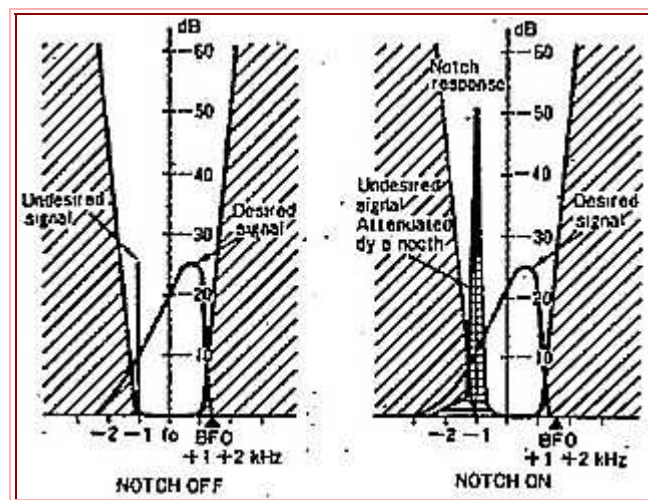 dB
-60
-50
-40
-30
-20
-10
Undesired
signal
Desired
signal
-2 -1 fo
BFO
+1 +2 kHz
NOTCH OFF
dB
-60
Notch
response
-50
-40
Undesired
signal
Attenuated
-30
Desired
signal
-20
-10
-2 -1
BFO
+1 +2 kHz
NOTCH ON